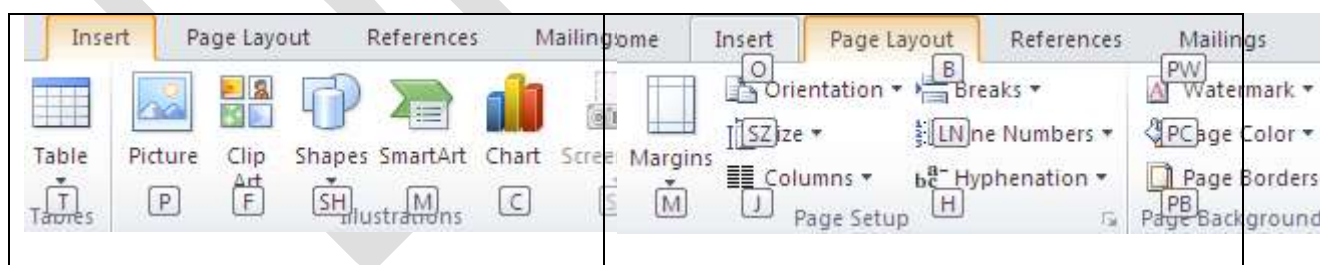 Insert Page Layout References Mailing
Table Picture Clip Art Shapes SmartArt Chart Scree
T P F SH M C S
Tables Illustrations
ome Insert Page Layout References Mailings
O B PW
Orientation Breaks Watermark
SZ ize LN ne Numbers PC age Color
Margins Columns Hyphenation Page Borders
M J H PB
Page Setup Page Background